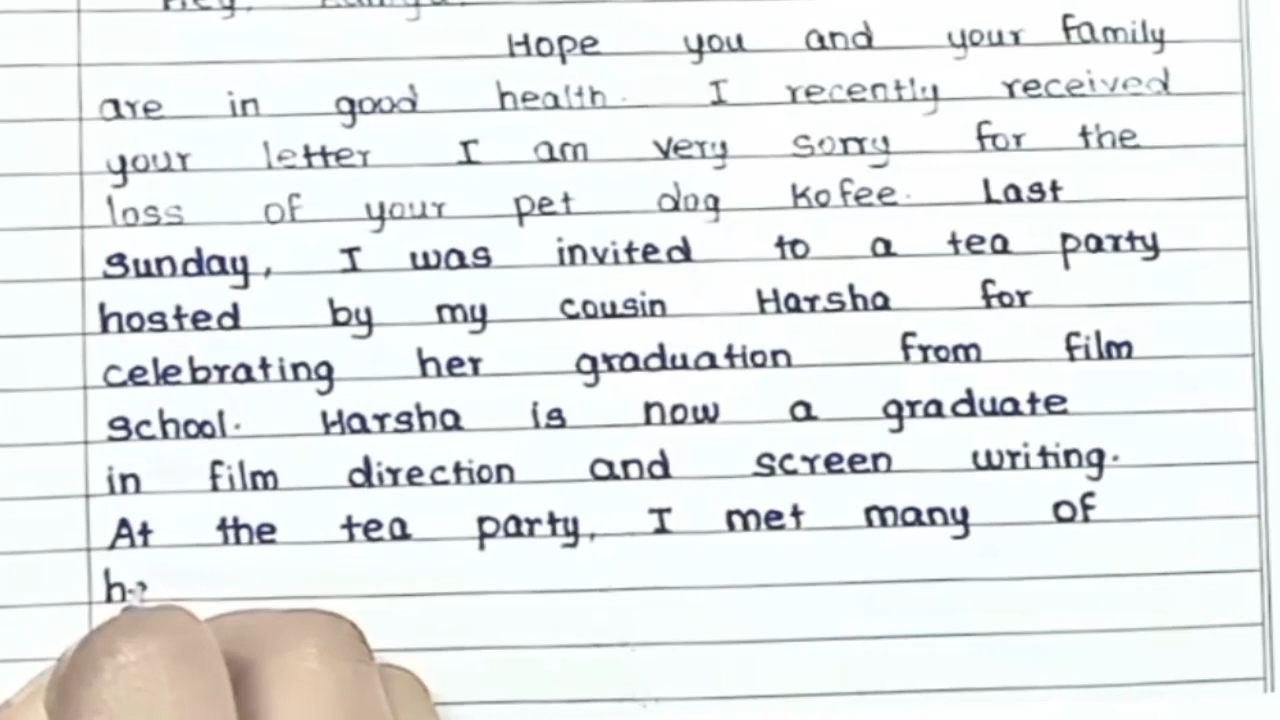 Hope you and your family
are in good health. I recently received
your letter I am very sorry for the
loss of your pet dog Kofee. Last
Sunday, I was invited to a tea party
hosted by my cousin Harsha for
celebrating her graduation from film
school. Harsha is now a graduate
in film direction and screen writing.
At the tea party, I met many of